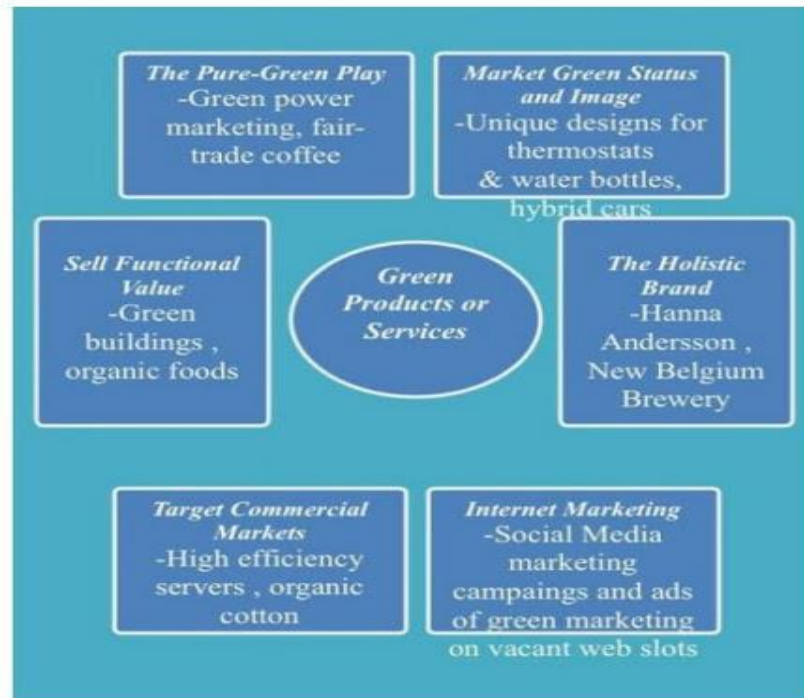 The Pure-Green Play
-Green power
marketing, fair-
trade coffee
Market Green Status
and Image
-Unique designs for
thermostats
& water bottles,
hybrid cars
Sell Functional
Value
-Green
buildings , 
organic foods
Green
Products or
Services
The Holistic
Brand
-Hanna
Andersson ,
New Belgium
Brewery
Target Commercial
Markets
-High efficiency
servers , organic
cotton
Internet Marketing
-Social Media
marketing
campaings and ads
of green marketing
on vacant web slots